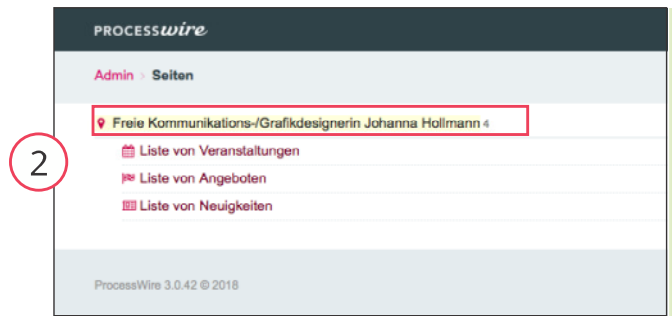 PROCESSwire
Admin > Seiten
Freie Kommunikations-/Grafikdesignerin Johanna Hollmann 4
2
Liste von Veranstaltungen
Liste von Angeboten
Liste von Neuigkeiten
ProcessWire 3.0.42 © 2018